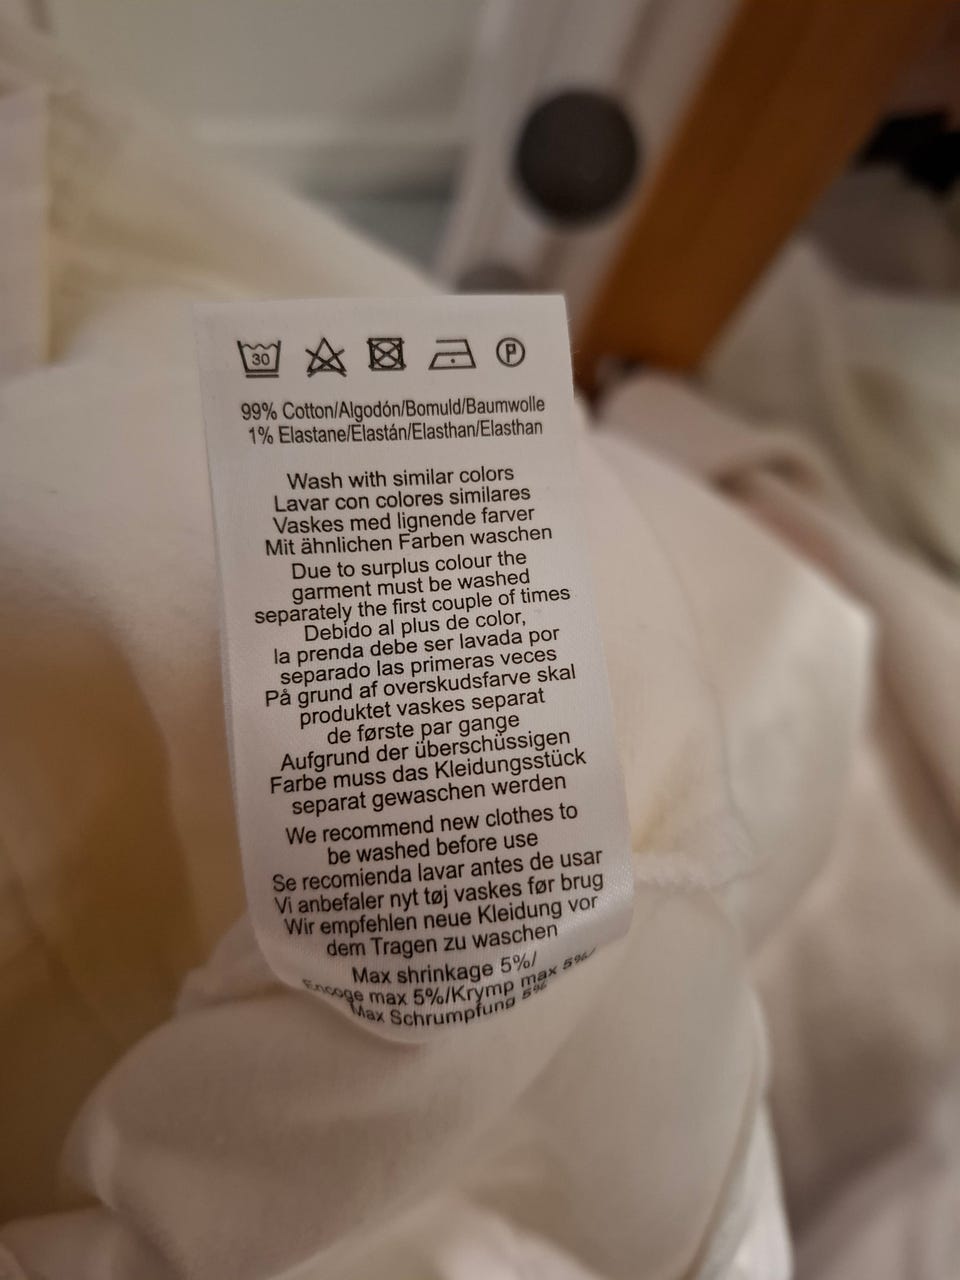 30 P
99% Cotton/Algodón/Bomuld/Baumwolle
1% Elastane/Elastán/Elasthan/Elasthan
Wash with similar colors
Lavar con colores similares
Vaskes med lignende farver
Mit ähnlichen Farben waschen
Due to surplus colour the
garment must be washed
separately the first couple of times
Debido al plus de color,
la prenda debe ser lavada por
separado las primeras veces
På grund af overskudsfarve skal
produktet vaskes separat
de første par gange
Aufgrund der überschüssigen
Farbe muss das Kleidungsstück
separat gewaschen werden
We recommend new clothes to
be washed before use
Se recomienda lavar antes de usar
Vi anbefaler nyt tøj vaskes før brug
Wir empfehlen neue Kleidung vor
dem Tragen zu waschen
Max shrinkage 5%/
Encoge max 5%/Krymp max 5%/
Max Schrumpfung 5%